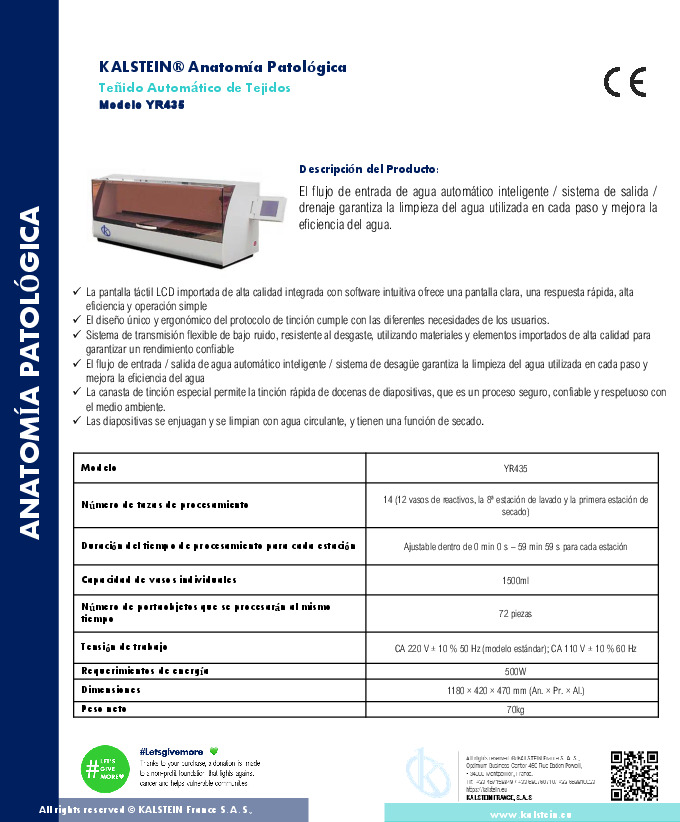 KALSTEIN® Anatomía Patológica
Teñido Automático de Tejidos
Modelo YR435
CE
ANATOMÍA PATOLÓGICA
Descripción del Producto:
El flujo de entrada de agua automático inteligente / sistema de salida /
drenaje garantiza la limpieza del agua utilizada en cada paso y mejora la
eficiencia del agua.
✓ La pantalla táctil LCD importada de alta calidad integrada con software intuitiva ofrece una pantalla clara, una respuesta rápida, alta
eficiencia y operación simple
✓ El diseño único y ergonómico del protocolo de tinción cumple con las diferentes necesidades de los usuarios.
✓ Sistema de transmisión flexible de bajo ruido, resistente al desgaste, utilizando materiales y elementos importados de alta calidad para
garantizar un rendimiento confiable
✓ El flujo de entrada / salida de agua automático inteligente / sistema de desagüe garantiza la limpieza del agua utilizada en cada paso y
mejora la eficiencia del agua
✓ La canasta de tinción especial permite la tinción rápida de docenas de diapositivas, que es un proceso seguro, confiable y respetuoso con
el medio ambiente.
✓ Las diapositivas se enjuagan y se limpian con agua circulante, y tienen una función de secado.
Modelo YR435
Número de tazas de procesamiento 14 (12 vasos de reactivos, la 8ª estación de lavado y la primera estación de
secado)
Duración del tiempo de procesamiento para cada estación Ajustable dentro de 0 min 0 s – 59 min 59 s para cada estación
Capacidad de vasos individuales 1500ml
Número de portaobjetos que se procesarán al mismo
tiempo 72 piezas
Tensión de trabajo CA 220 V ± 10 % 50 Hz (modelo estándar); CA 110 V ± 10 % 60 Hz
Requerimientos de energía 500W
Dimensiones 1180 × 420 × 470 mm (An. × Pr. × Al.)
Peso neto 70kg
#LET'S
GIVE
MORE
#Letsgivemore
Thanks to your purchase, a donation is made
to a non-profit foundation that fights against
cancer and helps vulnerable communities
All rights reserved © KALSTEIN France S. A. S.,
https://kalstein.eu
KALSTEIN FRANCE, S.A.S
All rights reserved © KALSTEIN France S. A. S.,
www.kalstein.eu